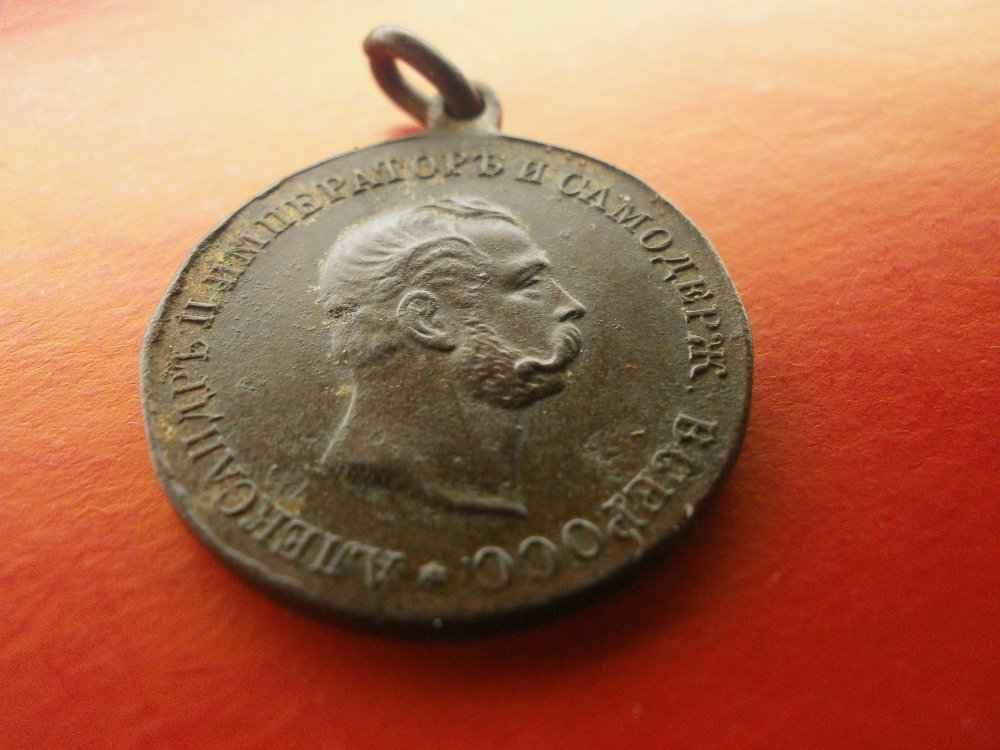 АЛЕКСАНДРЪ II ИМПЕРАТОРЪ И САМОДЕРЖ. ВСЕРОСС. *